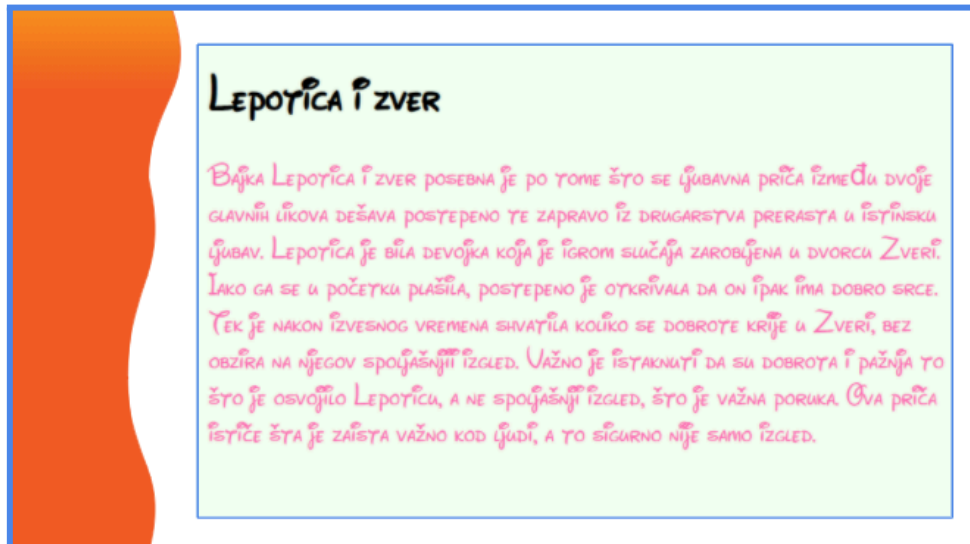 Lepotica i zver
Bajka Lepotica i zver posebna je po tome što se ljubavna priča između dvoje
glavnih likova dešava postepeno te zapravo iz drugarstva prerasta u istinsku
ljubav. Lepotica je bila devojka koja je igrom slučaja zarobljena u dvorcu Zveri.
Iako ga se u početku plašila, postepeno je otkrivala da on ipak ima dobro srce.
Tek je nakon izvesnog vremena shvatila koliko se dobrote krije u Zveri, bez
obzira na njegov spoljašnjii izgled. Važno je istaknuti da su dobrota i pažnja to
što je osvojilo Lepoticu, a ne spoljašnji izgled, što je važna poruka. Ova priča
ističe šta je zaista važno kod ljudi, a to sigurno nije samo izgled.